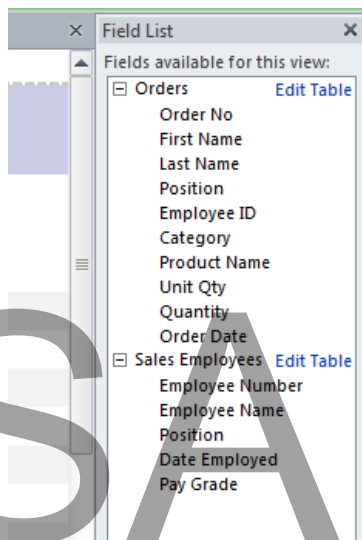 Field List
Fields available for this view:
Orders Edit Table
Order No
First Name
Last Name
Position
Employee ID
Category
Product Name
Unit Qty
Quantity
Order Date
Sales Employees Edit Table
Employee Number
Employee Name
Position
Date Employed
Pay Grade
SA